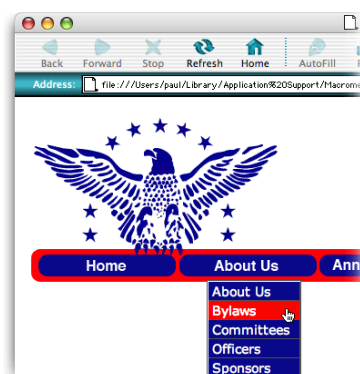 Back Forward Stop Refresh Home AutoFill
Address: file:///Users/paul/Library/Application%20Support/Macrome
Home About Us Ann
About Us
Bylaws
Committees
Officers
Sponsors